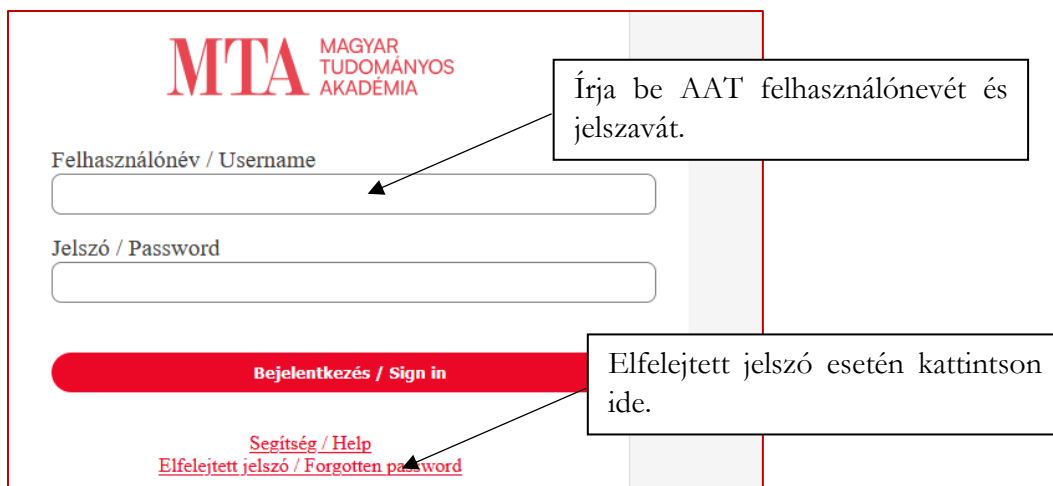 MTA MAGYAR
TUDOMÁNYOS
AKADÉMIA
Írja be AAT felhasználónevét és
jelszavát.
Felhasználónév / Username
Jelszó / Password
Bejelentkezés / Sign in
Elfelejtett jelszó esetén kattintson
ide.
Segítség / Help
Elfelejtett jelszó / Forgotten password